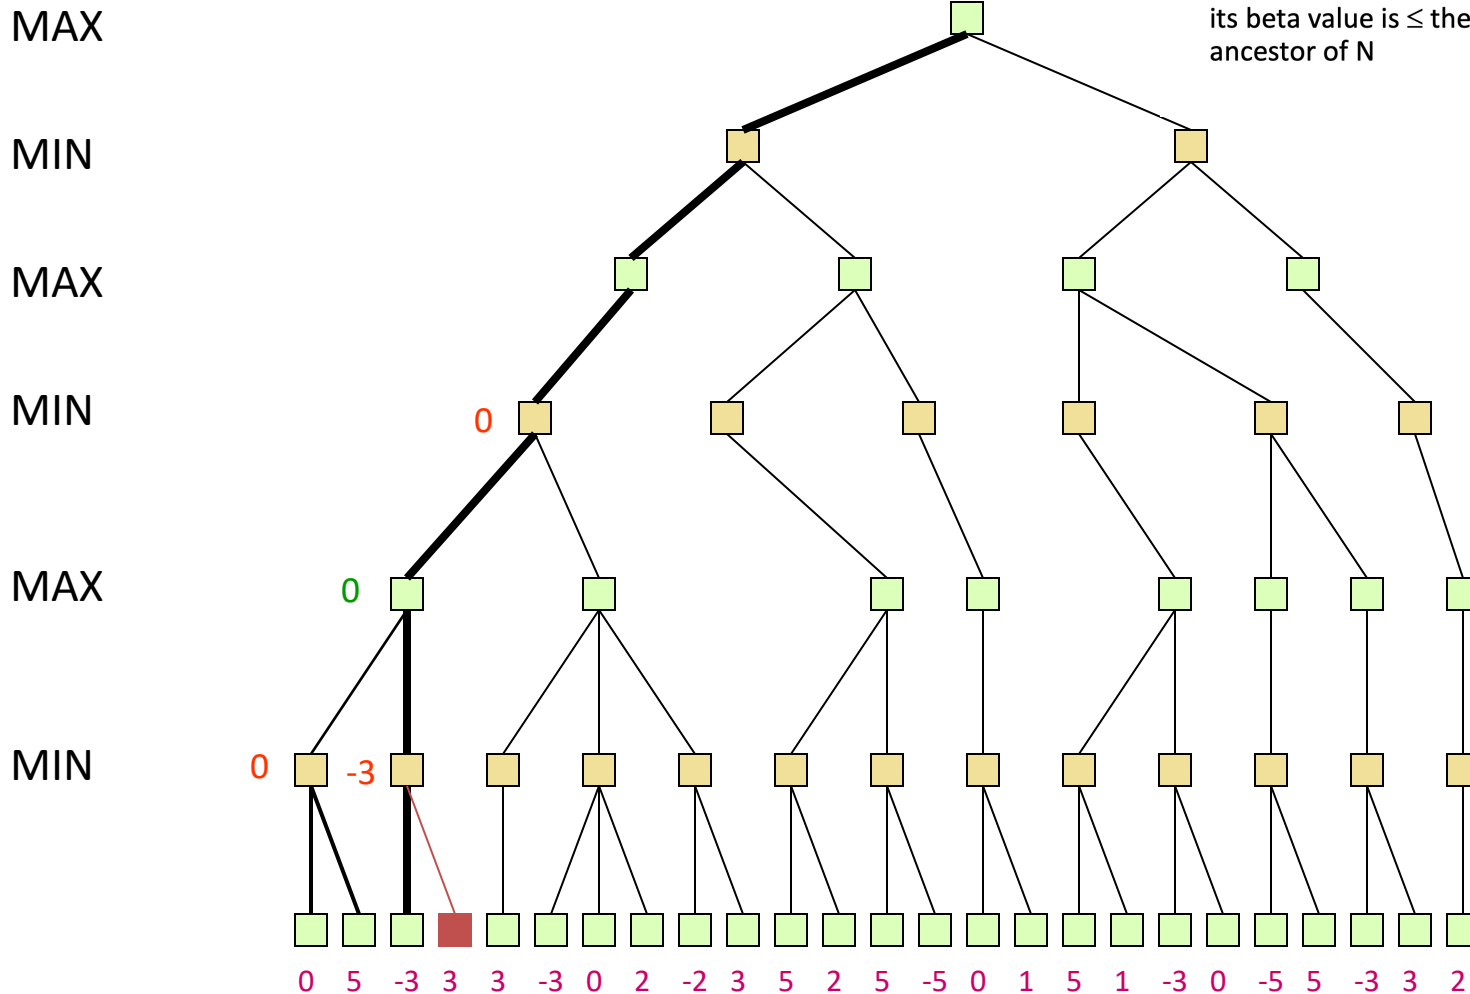 MAX
its beta value is ≤ the
ancestor of N
MIN
MAX
MIN
0
MAX
0
MIN
0
-3
0 5 -3 3 3 -3 0 2 -2 3 5 2 5 -5 0 1 5 1 -3 0 -5 5 -3 3 2